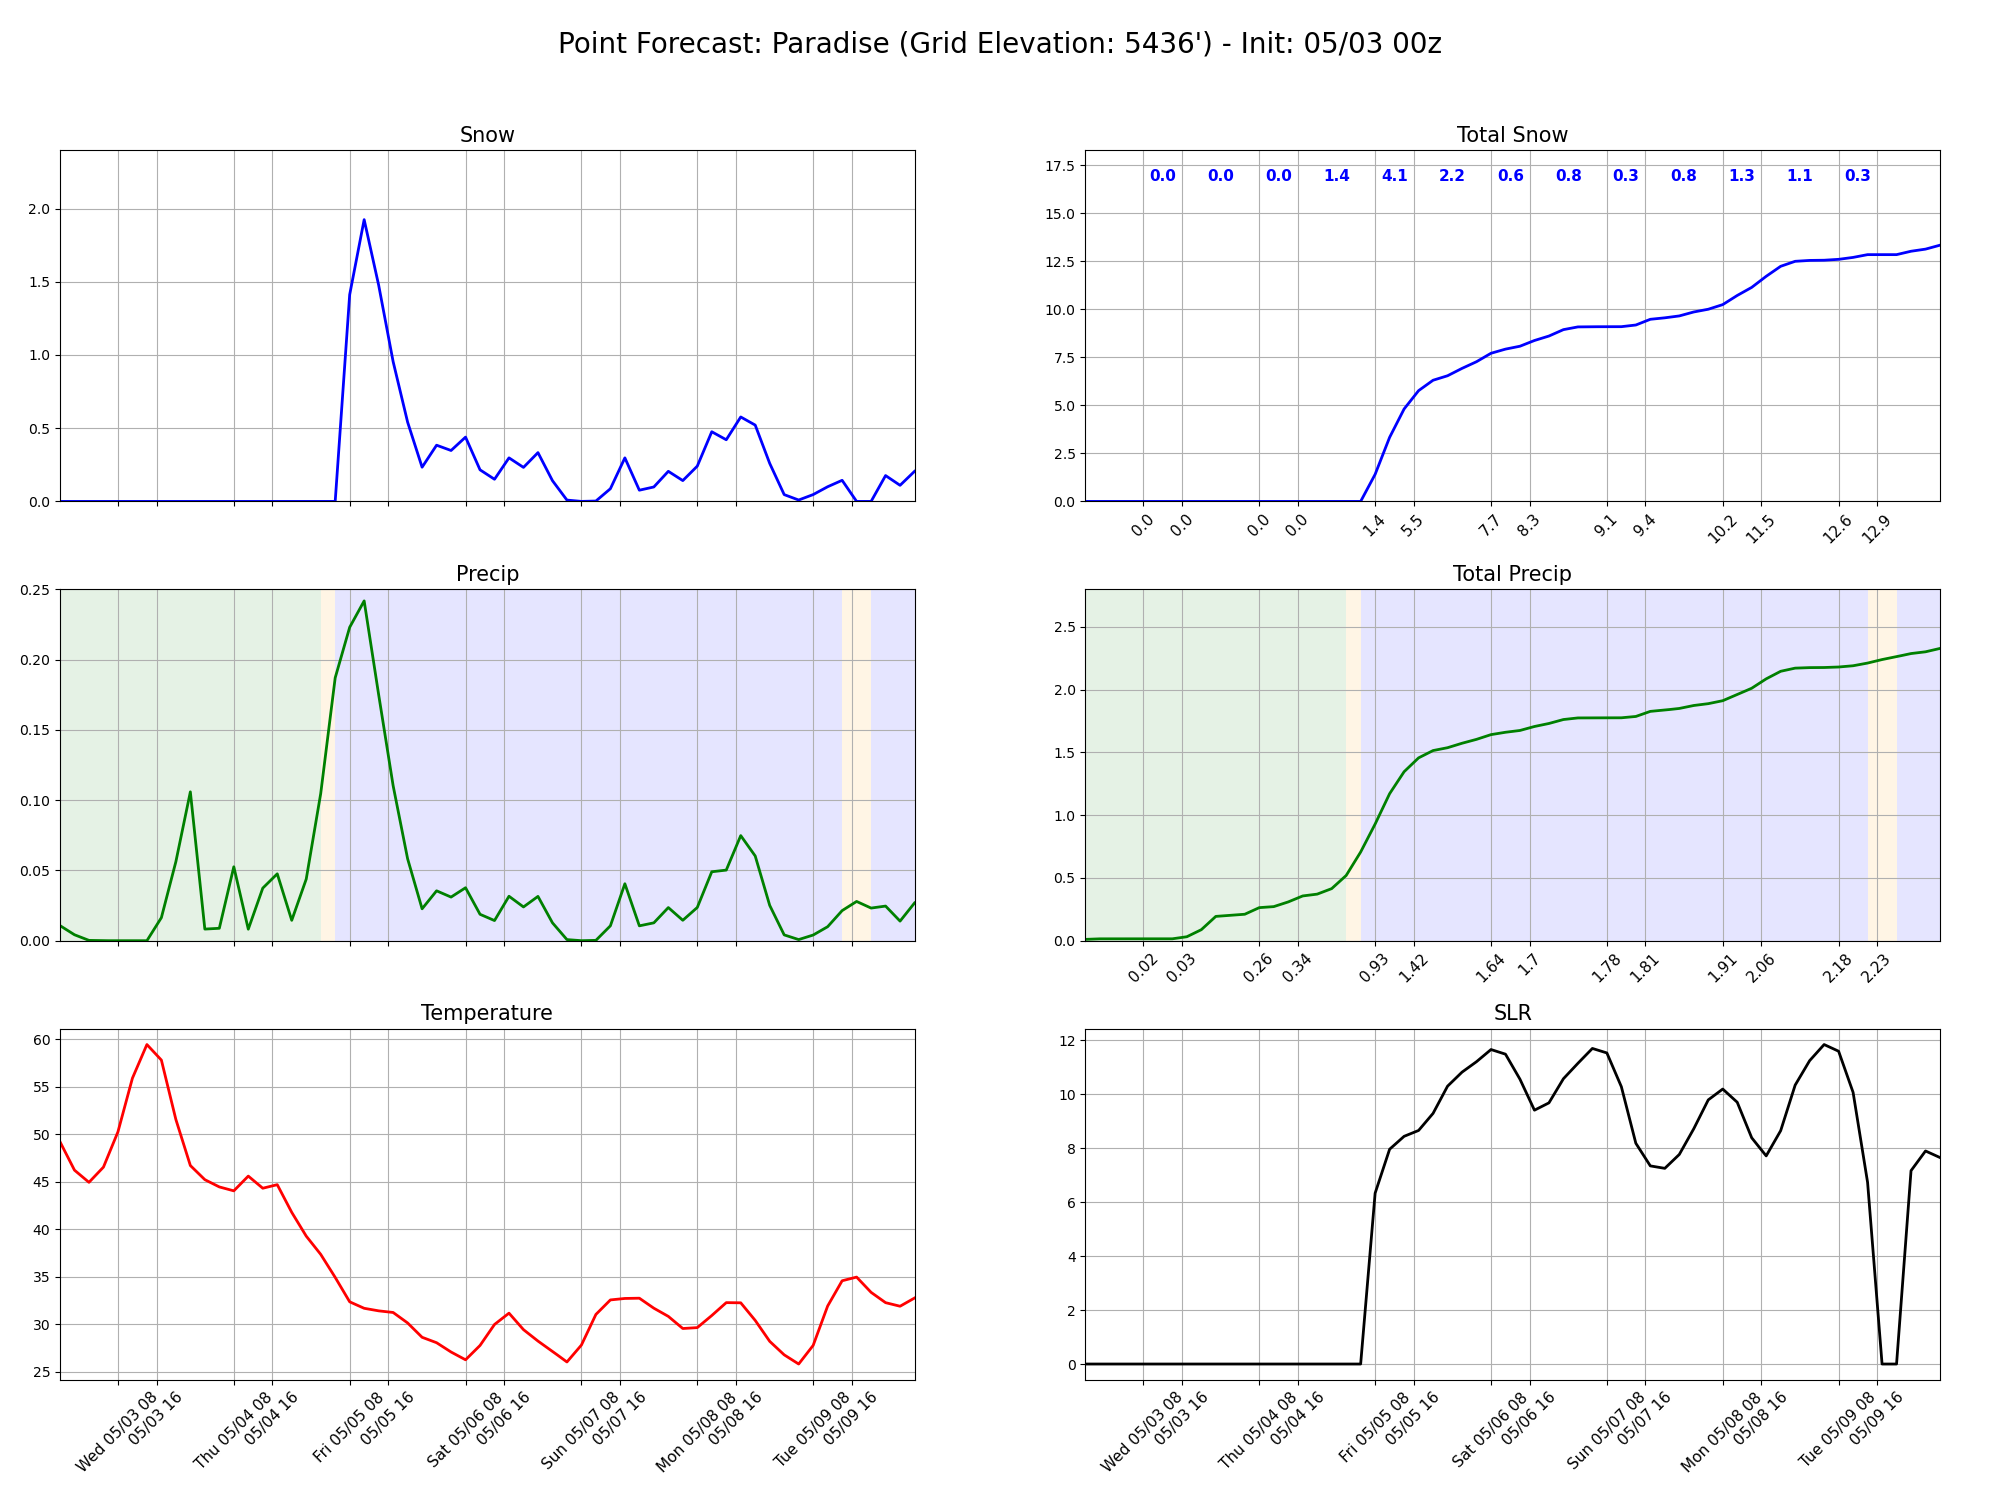 Point Forecast: Paradise (Grid Elevation: 5436') - Init: 05/03 00z
Snow
2.0
1.5
1.0
0.5
0.0
Total Snow
17.5
15.0
12.5
10.0
7.5
5.0
2.5
0.0
0.0 0.0 0.0 1.4 4.1 2.2 0.6 0.8 0.3 0.8 1.3 1.1 0.3
0.0 0.0 0.0 0.0 1.4 5.5 7.7 8.3 9.1 9.4 10.2 11.5 12.6 12.9
Precip
0.25
0.20
0.15
0.10
0.05
0.00
Total Precip
2.5
2.0
1.5
1.0
0.5
0.0
0.02 0.03 0.26 0.34 0.93 1.42 1.64 1.7 1.78 1.81 1.91 2.06 2.18 2.23
Temperature
60
55
50
45
40
35
30
25
Wed 05/03 08
05/03 16
Thu 05/04 08
05/04 16
Fri 05/05 08
05/05 16
Sat 05/06 08
05/06 16
Sun 05/07 08
05/07 16
Mon 05/08 08
05/08 16
Tue 05/09 08
05/09 16
SLR
12
10
8
6
4
2
0
Wed 05/03 08
05/03 16
Thu 05/04 08
05/04 16
Fri 05/05 08
05/05 16
Sat 05/06 08
05/06 16
Sun 05/07 08
05/07 16
Mon 05/08 08
05/08 16
Tue 05/09 08
05/09 16